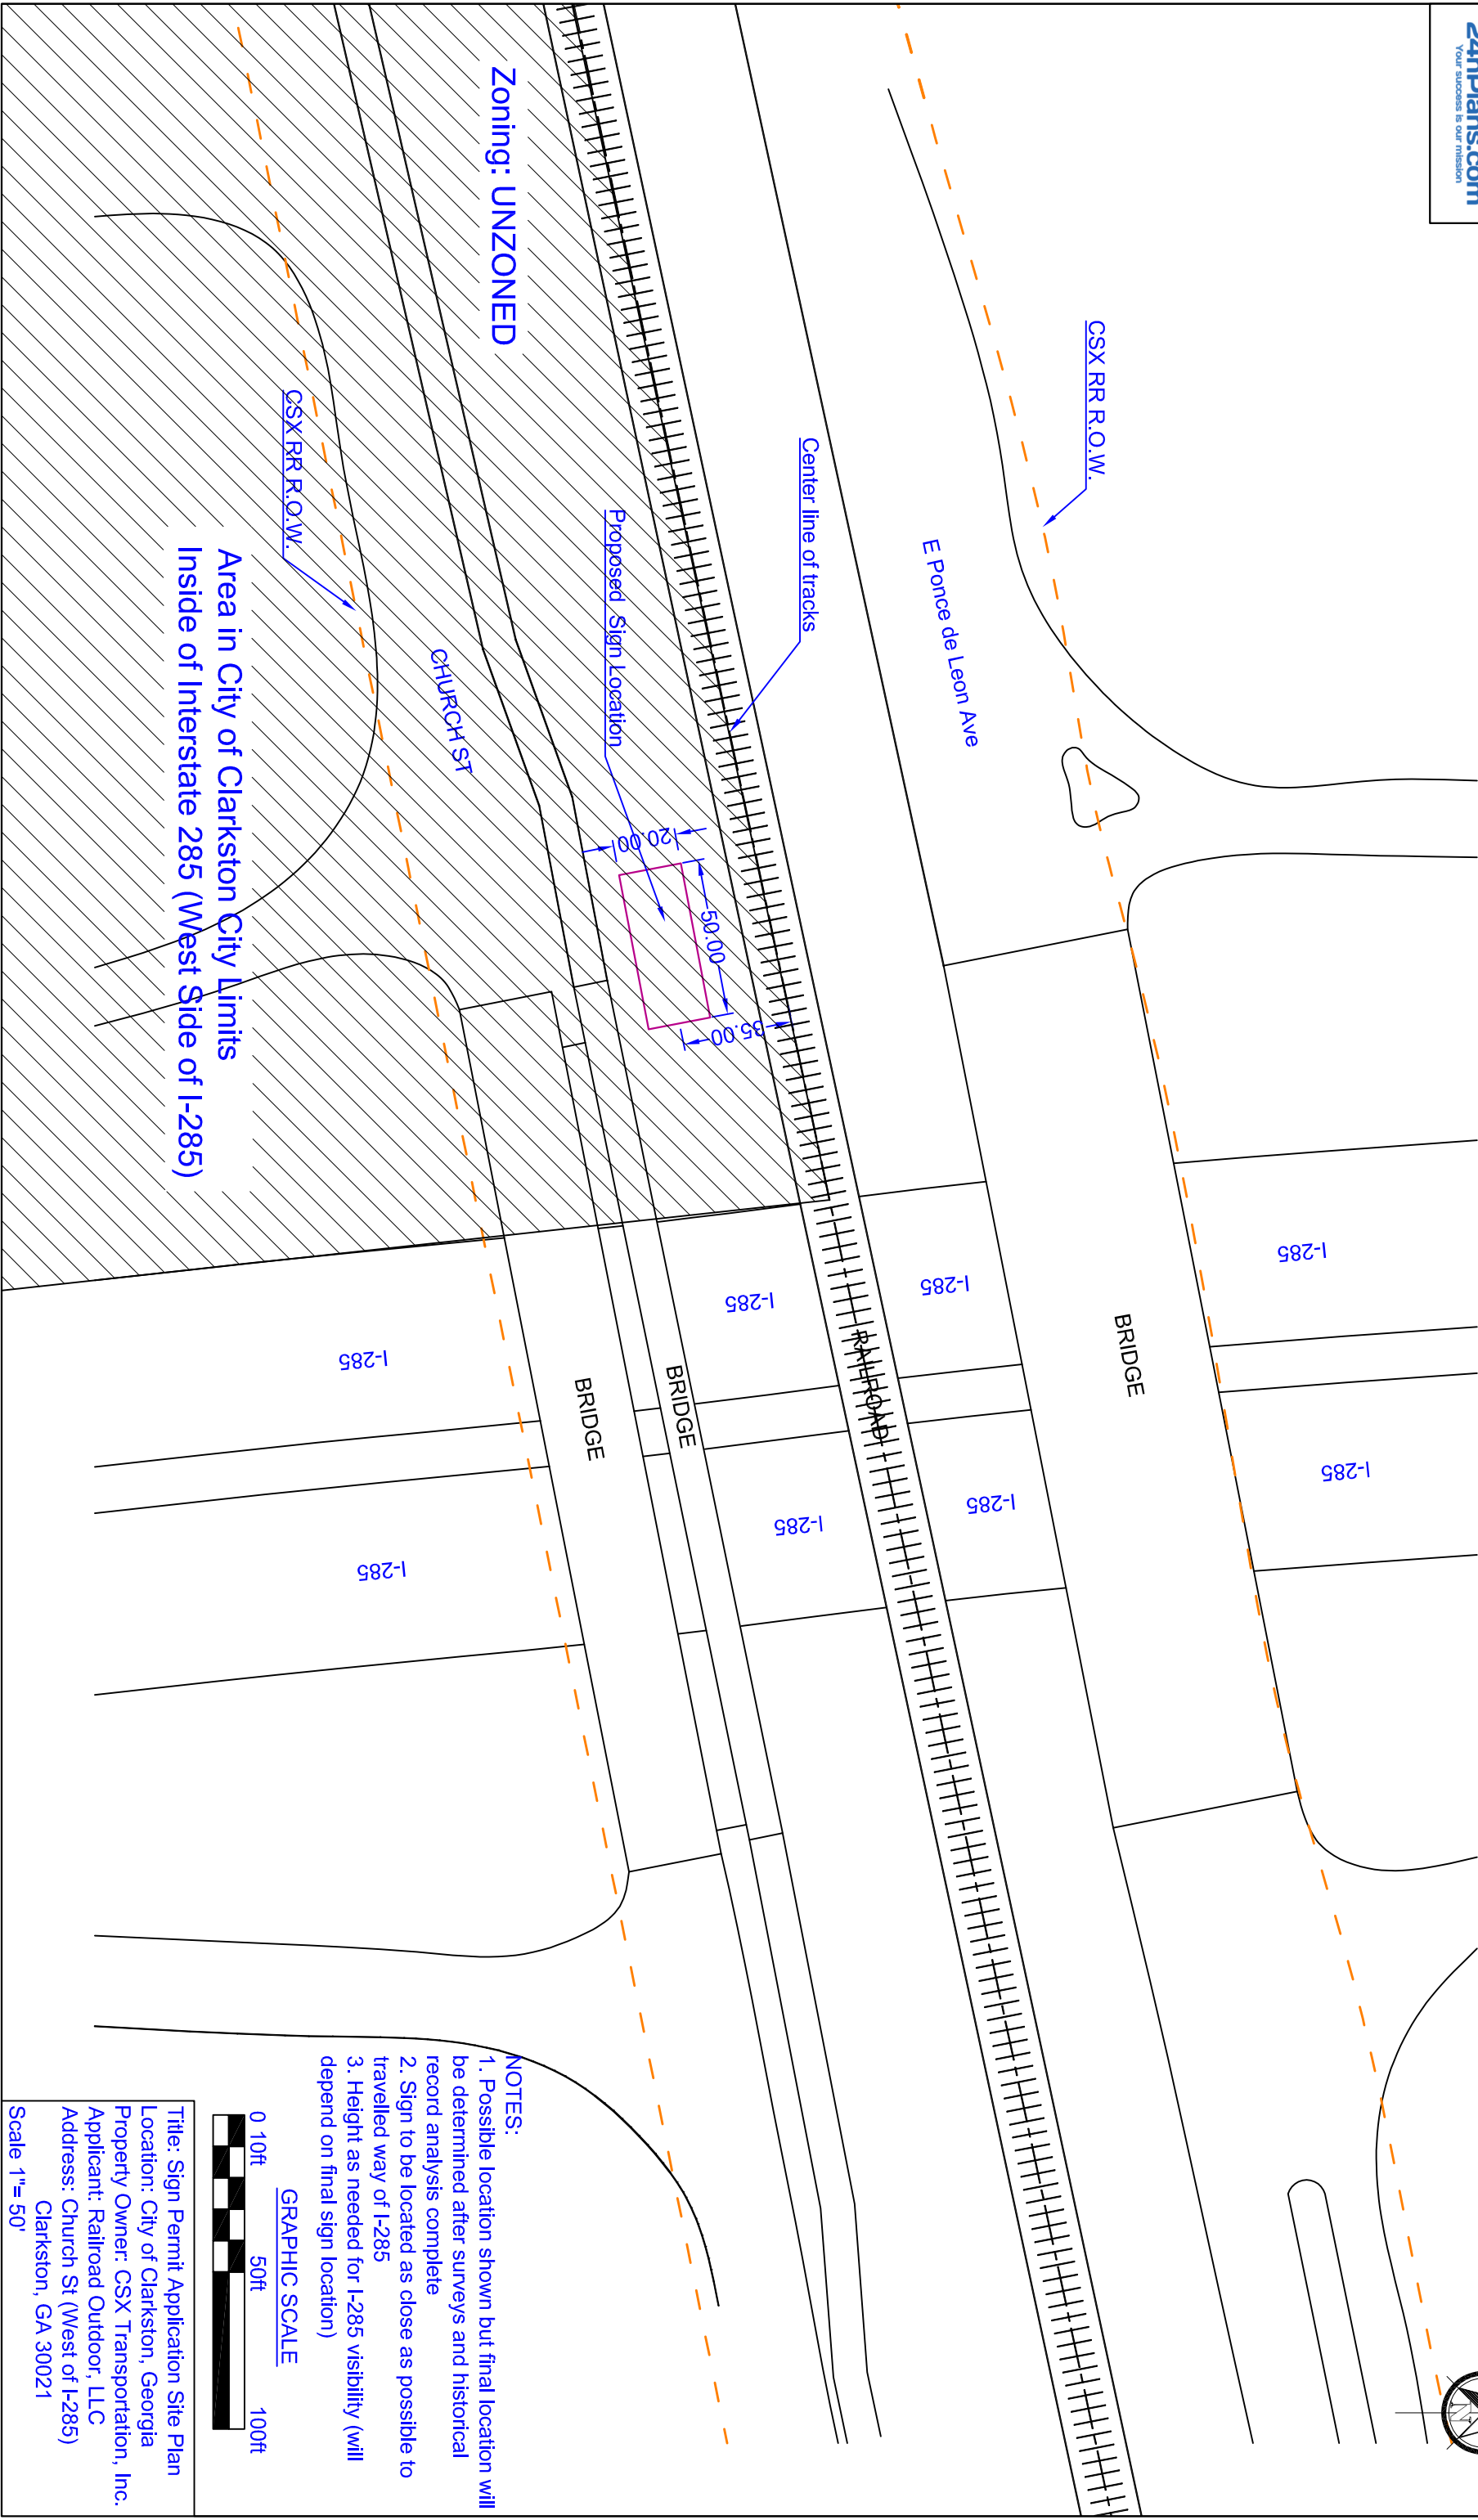 24hPlans.com
Your success is our mission
CSX RR R.O.W.
E Ponce de Leon Ave
Center line of tracks
Zoning: UNZONED
Proposed Sign Location
20.00
50.00
35.00
CHURCH ST
CSX RR R.O.W.
Area in City of Clarkston City Limits
Inside of Interstate 285 (West Side of I-285)
I-285
I-285
I-285
I-285
I-285
I-285
I-285
I-285
BRIDGE
RAILROAD
BRIDGE
BRIDGE
N
NOTES:
1. Possible location shown but final location will
be determined after surveys and historical
record analysis complete
2. Sign to be located as close as possible to
travelled way of I-285
3. Height as needed for I-285 visibility (will
depend on final sign location)
GRAPHIC SCALE
0 10ft 50ft 100ft
Title: Sign Permit Application Site Plan
Location: City of Clarkston, Georgia
Property Owner: CSX Transportation, Inc.
Applicant: Railroad Outdoor, LLC
Address: Church St (West of I-285)
Clarkston, GA 30021
Scale 1"= 50'